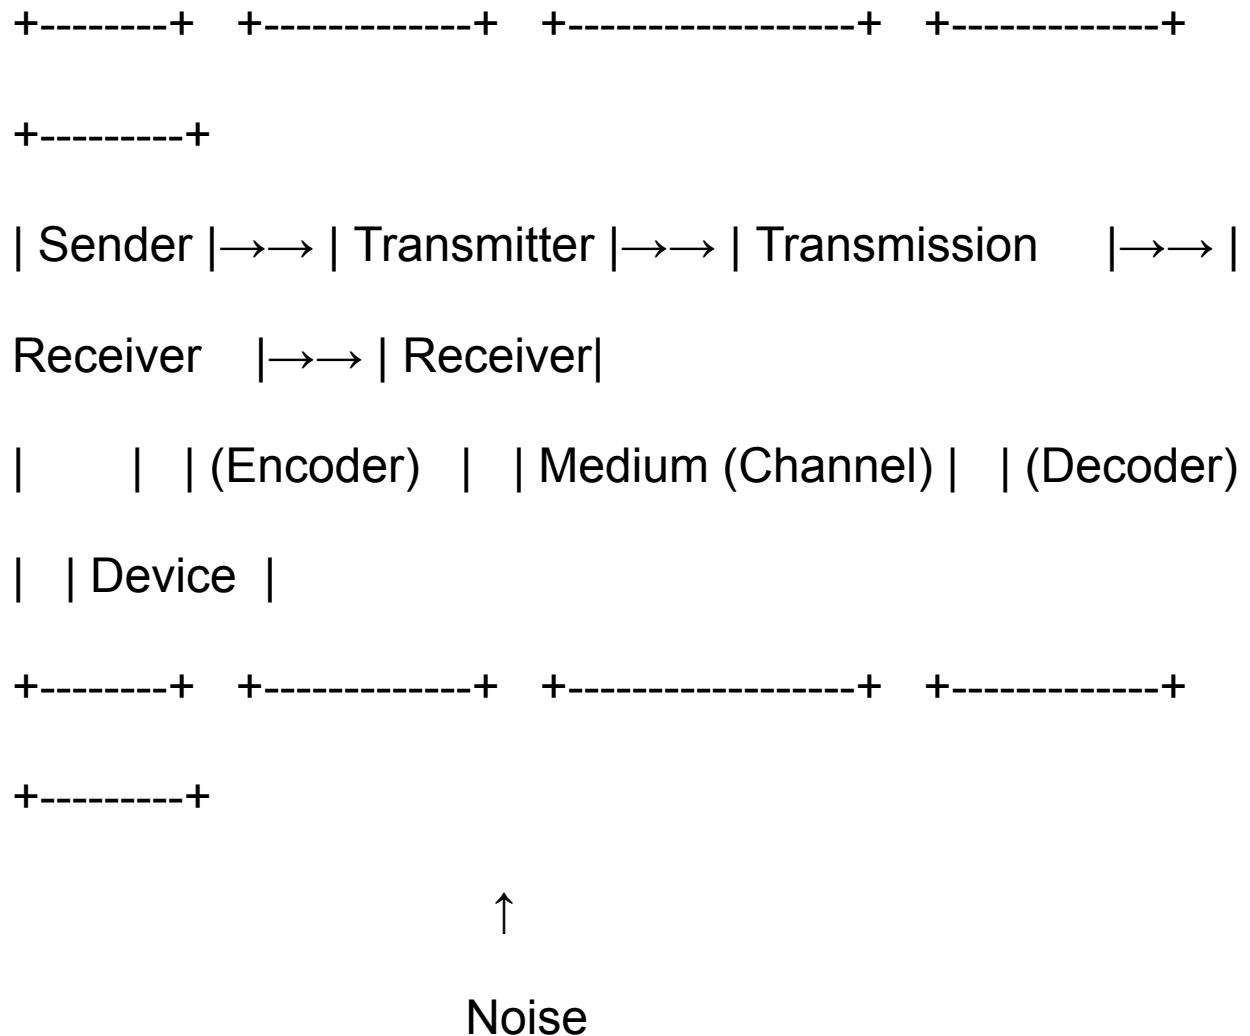 +--------+ +-------------+ +------------------+ +-------------+
+---------+
| Sender |→→ | Transmitter |→→ | Transmission |→→ |
Receiver |→→ | Receiver|
| | | (Encoder) | | Medium (Channel) | | (Decoder)
| | Device |
+--------+ +-------------+ +------------------+ +-------------+
+---------+
↑
Noise